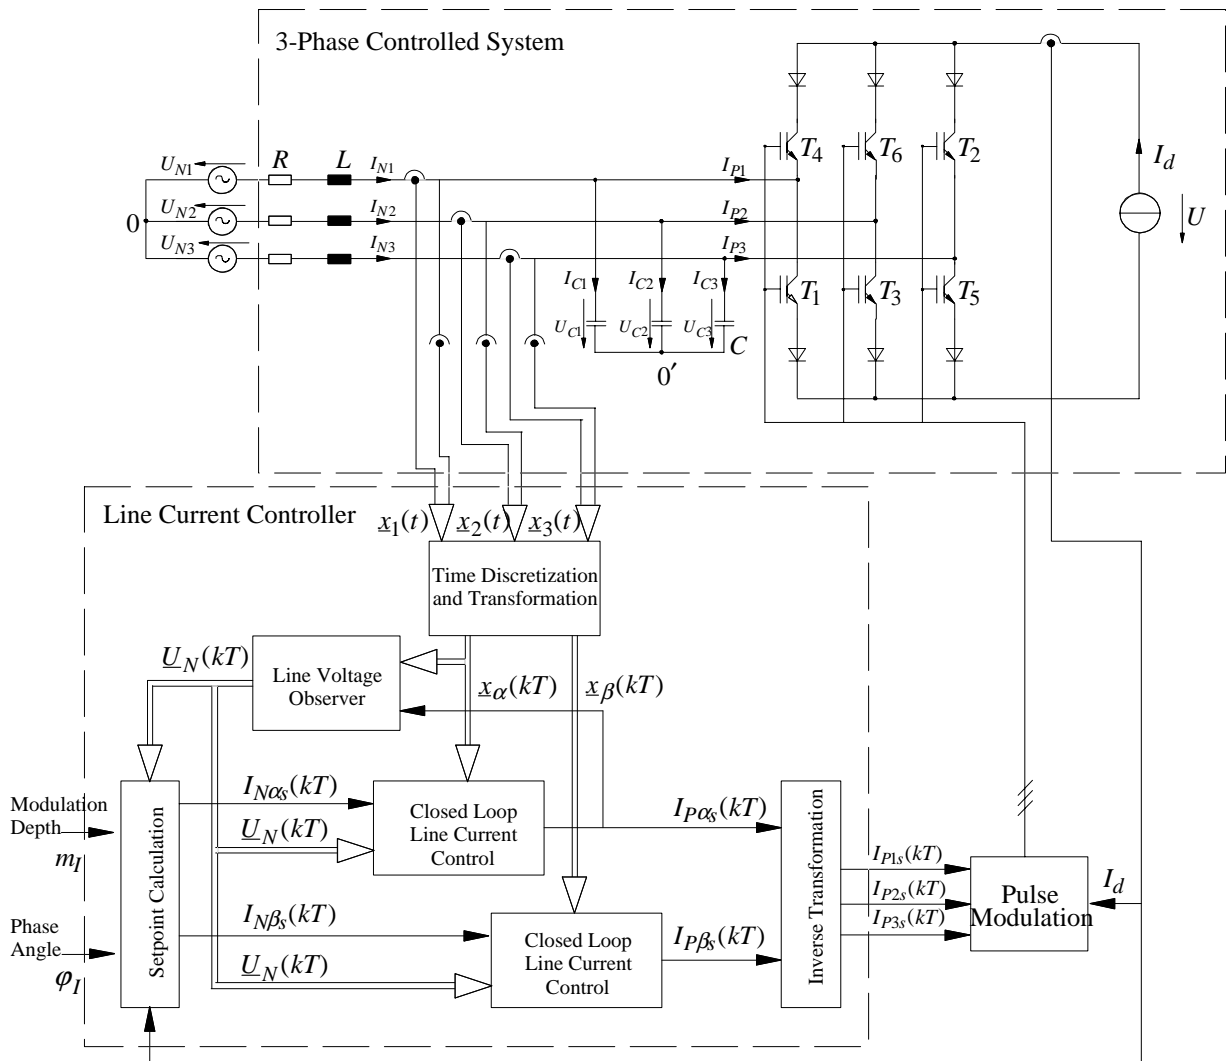 3-Phase Controlled System
U_N1 R L I_N1 I_P1 T_4 T_6 T_2 I_d
0 U_N2 I_N2 I_P2 U
U_N3 I_N3 I_P3
I_C1 I_C2 I_C3 T_1 T_3 T_5
U_C1 U_C2 U_C3 C
0′
Line Current Controller
x_1(t) x_2(t) x_3(t)
Time Discretization
and Transformation
U_N(kT)
Line Voltage
Observer
x_α(kT) x_β(kT)
Modulation
Depth
m_I
Phase
Angle
φ_I
Setpoint Calculation
I_Nαs(kT)
U_N(kT)
Closed Loop
Line Current
Control
I_Pαs(kT)
I_Nβs(kT)
U_N(kT)
Closed Loop
Line Current
Control
I_Pβs(kT)
Inverse Transformation
I_P1s(kT)
I_P2s(kT)
I_P3s(kT)
Pulse
Modulation
I_d